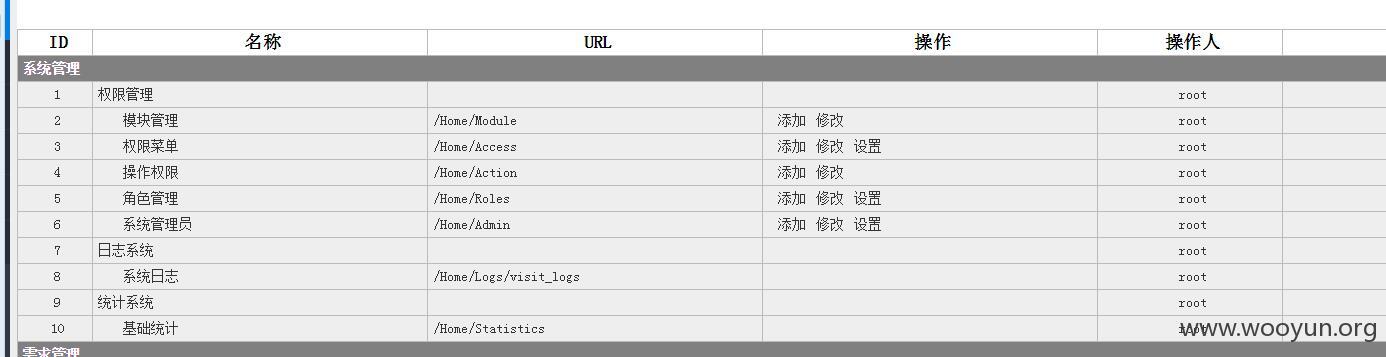 ID 名称 URL 操作 操作人
系统管理
1 权限管理 root
2 模块管理 /Home/Module 添加 修改 root
3 权限菜单 /Home/Access 添加 修改 设置 root
4 操作权限 /Home/Action 添加 修改 root
5 角色管理 /Home/Roles 添加 修改 设置 root
6 系统管理员 /Home/Admin 添加 修改 设置 root
7 日志系统 root
8 系统日志 /Home/Logs/visit_logs root
9 统计系统 root
10 基础统计 /Home/Statistics root
www.wooyun.org
需求管理